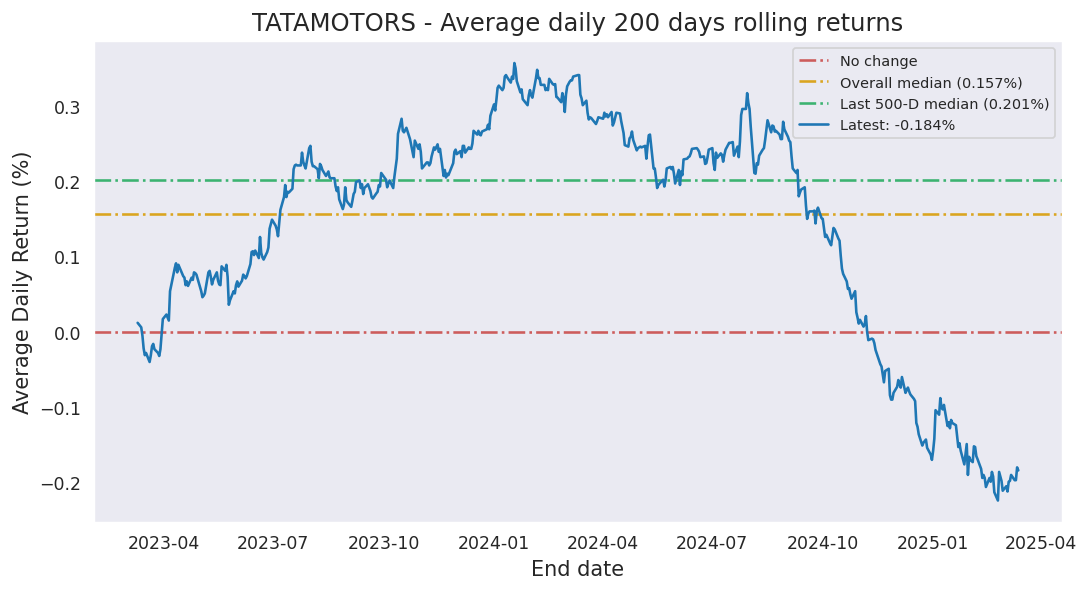 TATAMOTORS - Average daily 200 days rolling returns
No change
Overall median (0.157%)
Last 500-D median (0.201%)
Latest: -0.184%
Average Daily Return (%)
0.3
0.2
0.1
0.0
−0.1
−0.2
2023-04 2023-07 2023-10 2024-01 2024-04 2024-07 2024-10 2025-01 2025-04
End date